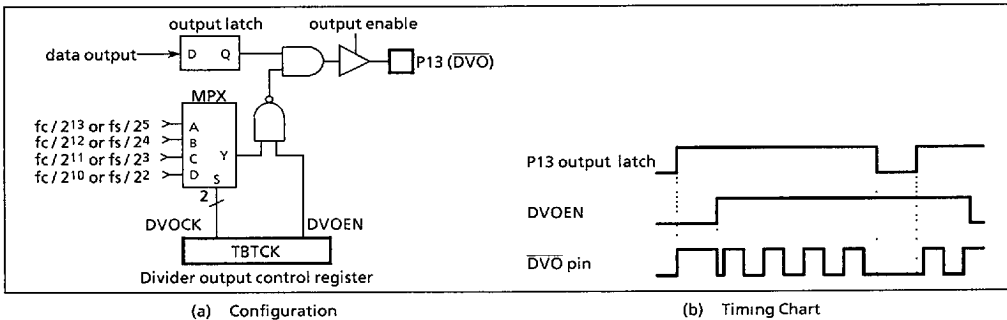 output latch
output enable
data output
D Q
P13 (DVO)
MPX
fc / 2¹³ or fs / 2⁵
fc / 2¹² or fs / 2⁴
fc / 2¹¹ or fs / 2³
fc / 2¹⁰ or fs / 2²
A
B
C
D
Y
S
2
DVOCK
DVOEN
TBTCK
Divider output control register
(a) Configuration
P13 output latch
DVOEN
DVO pin
(b) Timing Chart